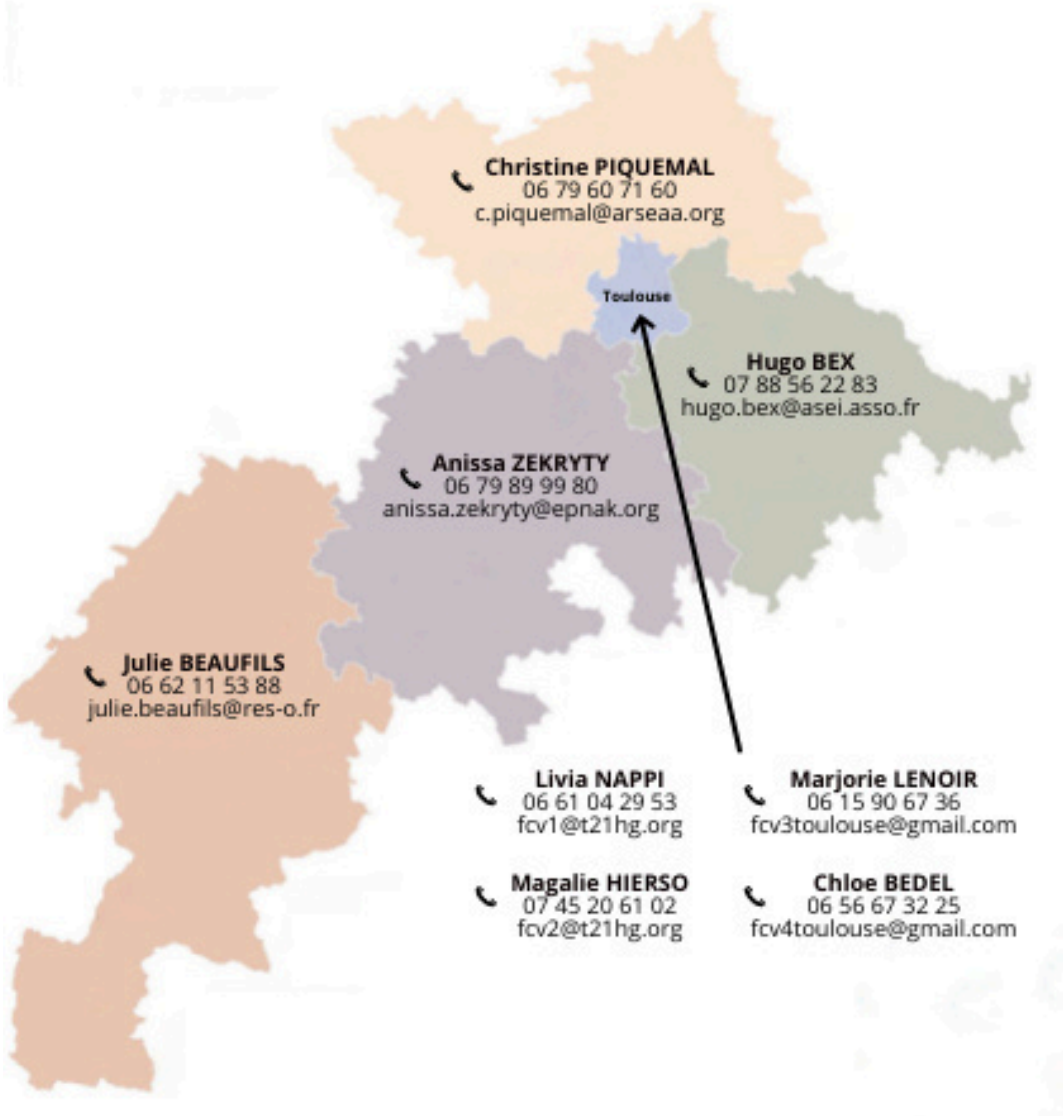 Christine PIQUEMAL
06 79 60 71 60
c.piquemal@arseaa.org
Toulouse
Hugo BEX
07 88 56 22 83
hugo.bex@asei.asso.fr
Anissa ZEKRYTY
06 79 89 99 80
anissa.zekryty@epnak.org
Julie BEAUFILS
06 62 11 53 88
julie.beaufils@res-o.fr
Livia NAPPI
06 61 04 29 53
fcv1@t21hg.org
Marjorie LENOIR
06 15 90 67 36
fcv3toulouse@gmail.com
Magalie HIERSO
07 45 20 61 02
fcv2@t21hg.org
Chloe BEDEL
06 56 67 32 25
fcv4toulouse@gmail.com